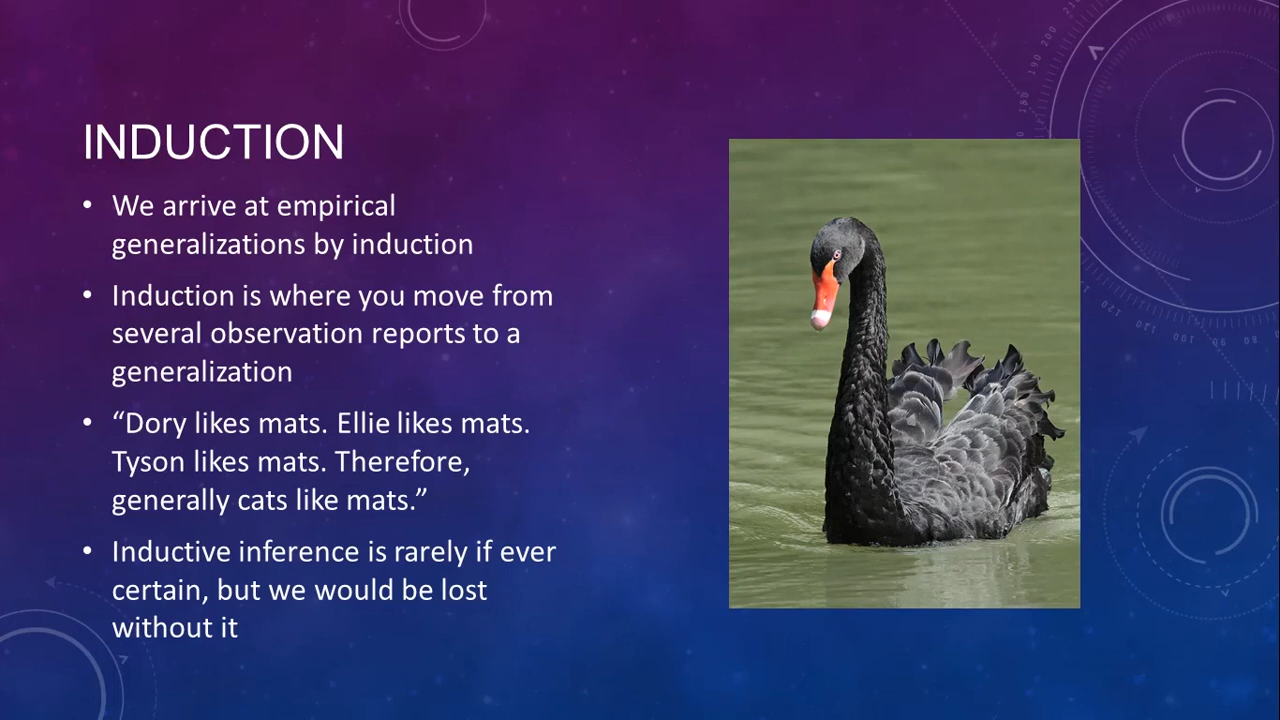 INDUCTION
• We arrive at empirical
generalizations by induction
• Induction is where you move from
several observation reports to a
generalization
• “Dory likes mats. Ellie likes mats.
Tyson likes mats. Therefore,
generally cats like mats.”
• Inductive inference is rarely if ever
certain, but we would be lost
without it